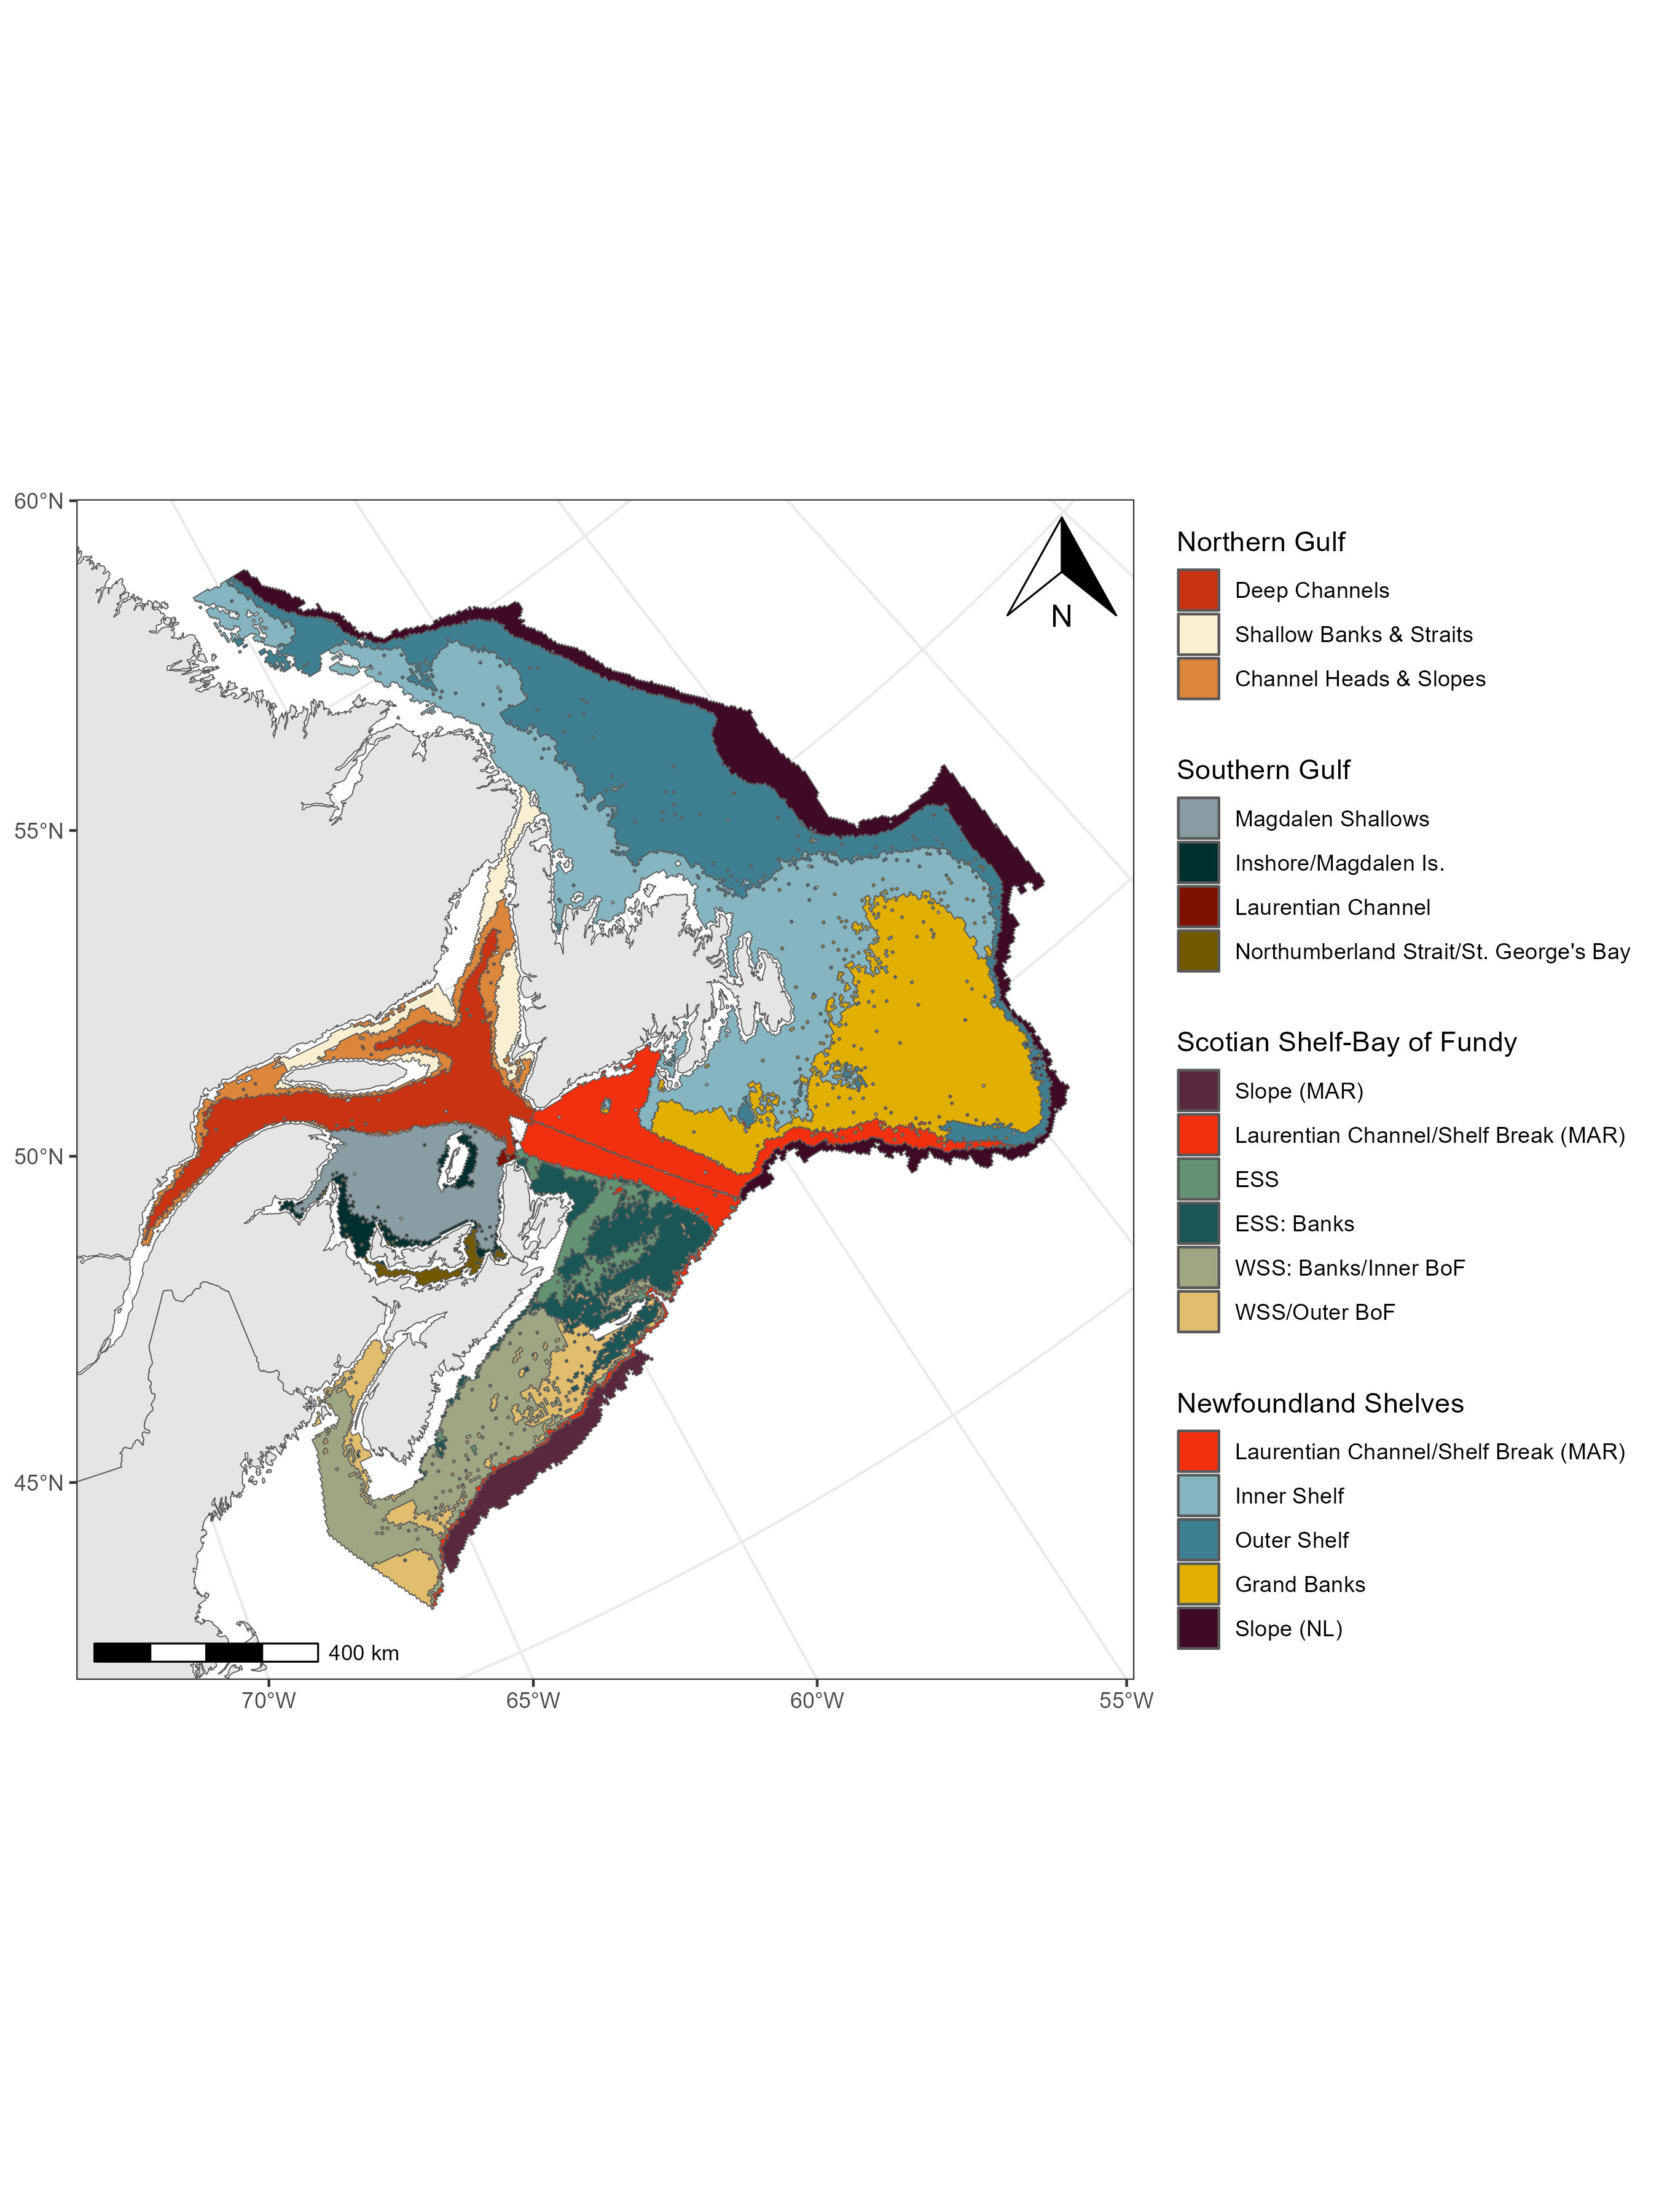 60°N
55°N
50°N
45°N
N
400 km
70°W
65°W
60°W
55°W
Northern Gulf
Deep Channels
Shallow Banks & Straits
Channel Heads & Slopes
Southern Gulf
Magdalen Shallows
Inshore/Magdalen Is.
Laurentian Channel
Northumberland Strait/St. George's Bay
Scotian Shelf-Bay of Fundy
Slope (MAR)
Laurentian Channel/Shelf Break (MAR)
ESS
ESS: Banks
WSS: Banks/Inner BoF
WSS/Outer BoF
Newfoundland Shelves
Laurentian Channel/Shelf Break (MAR)
Inner Shelf
Outer Shelf
Grand Banks
Slope (NL)